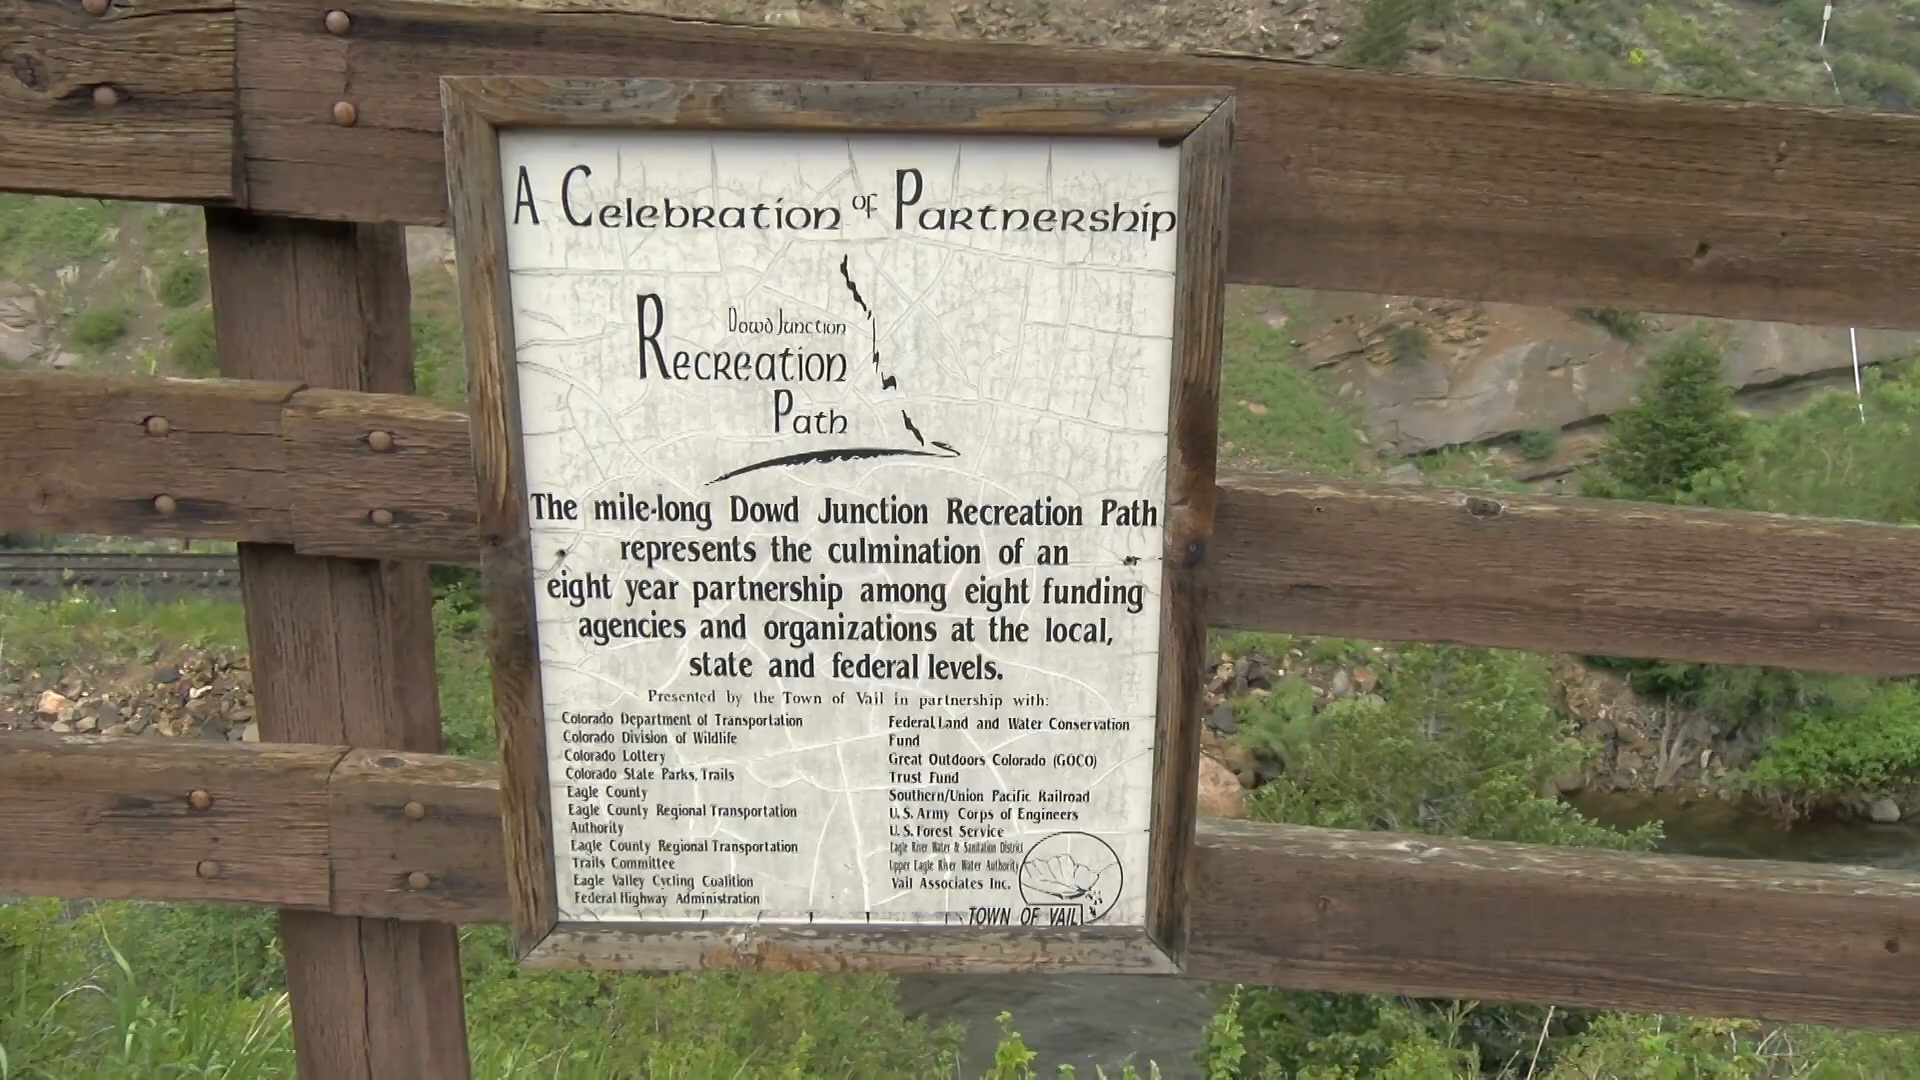 A Celebration of Partnership
Dowd Junction
Recreation
Path
The mile-long Dowd Junction Recreation Path
represents the culmination of an
eight year partnership among eight funding
agencies and organizations at the local,
state and federal levels.
Presented by the Town of Vail in partnership with:
Colorado Department of Transportation
Colorado Division of Wildlife
Colorado Lottery
Colorado State Parks, Trails
Eagle County
Eagle County Regional Transportation
Authority
Eagle County Regional Transportation
Trails Committee
Eagle Valley Cycling Coalition
Federal Highway Administration
Federal Land and Water Conservation
Fund
Great Outdoors Colorado (GOCO)
Trust Fund
Southern/Union Pacific Railroad
U.S. Army Corps of Engineers
U.S. Forest Service
Eagle River Water & Sanitation District
Upper Eagle River Water Authority
Vail Associates Inc.
TOWN OF VAIL